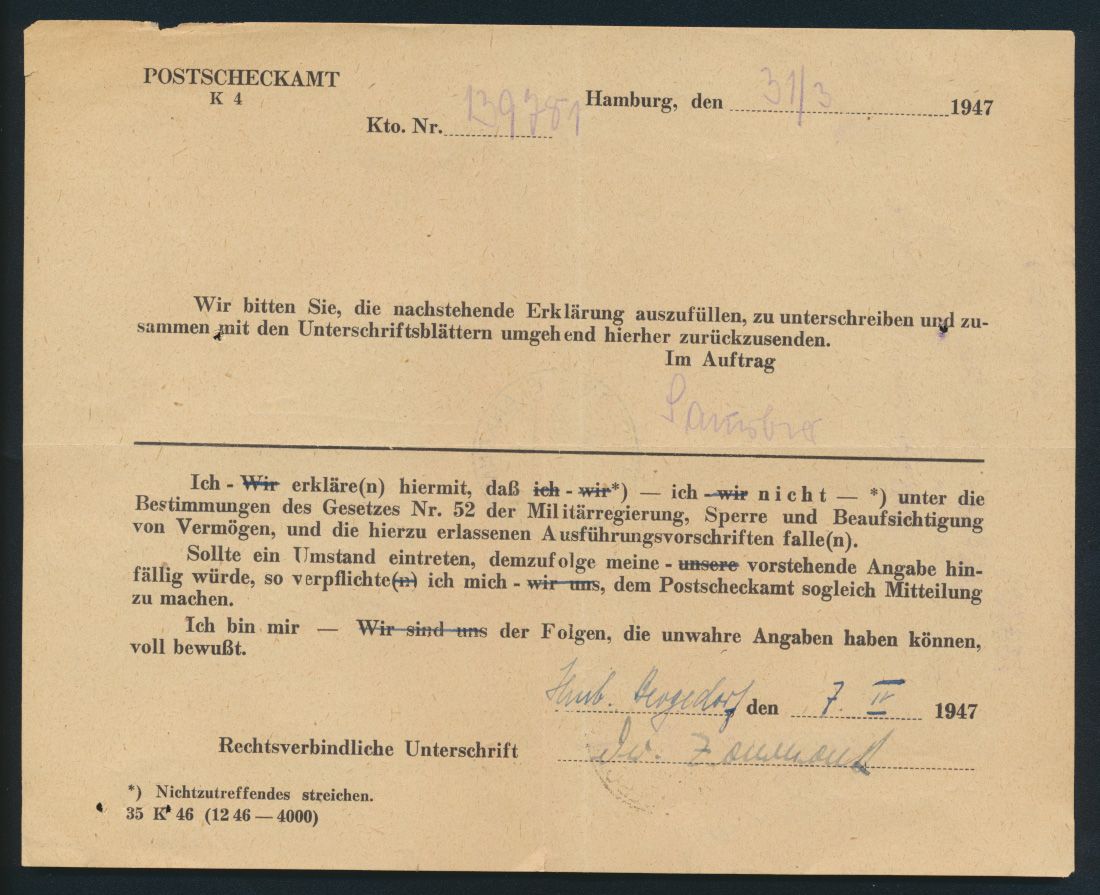 POSTSCHECKAMT
K 4
Hamburg, den 31/3 1947
Kto. Nr. 139781
Wir bitten Sie, die nachstehende Erklärung auszufüllen, zu unterschreiben und zu-
sammen mit den Unterschriftsblättern umgehend hierher zurückzusenden.
Im Auftrag
Ich - Wir erkläre(n) hiermit, daß ich - wir*) — ich - wir nicht — *) unter die
Bestimmungen des Gesetzes Nr. 52 der Militärregierung, Sperre und Beaufsichtigung
von Vermögen, und die hierzu erlassenen Ausführungsvorschriften falle(n).
Sollte ein Umstand eintreten, demzufolge meine - unsere vorstehende Angabe hin-
fällig würde, so verpflichte(n) ich mich - wir uns, dem Postscheckamt sogleich Mitteilung
zu machen.
Ich bin mir — Wir sind uns der Folgen, die unwahre Angaben haben können,
voll bewußt.
Hmb. Bergedorf, den 7. IV 1947
Rechtsverbindliche Unterschrift
*) Nichtzutreffendes streichen.
35 K 46 (12 46 — 4000)